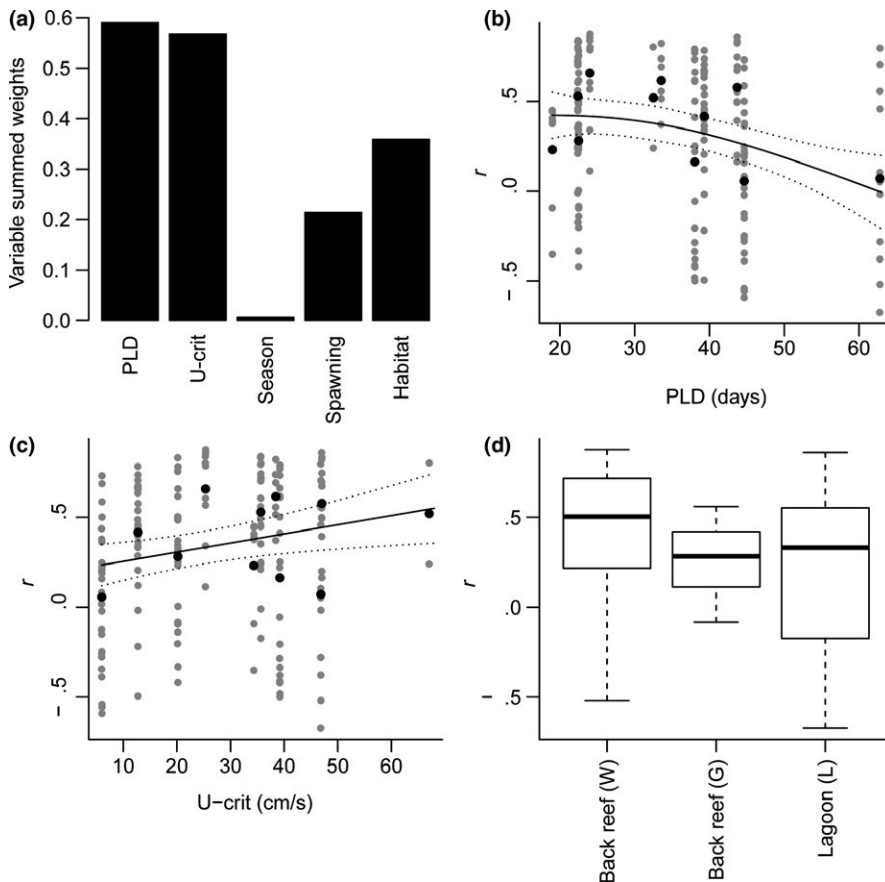 (a)
Variable summed weights
0.6
0.5
0.4
0.3
0.2
0.1
0.0
PLD
U-crit
Season
Spawning
Habitat
(b)
r
.5
.0
– .5
20 30 40 50 60
PLD (days)
(c)
r
.5
.0
– .5
10 20 30 40 50 60
U−crit (cm/s)
(d)
r
.5
.0
– .5
Back reef (W)
Back reef (G)
Lagoon (L)